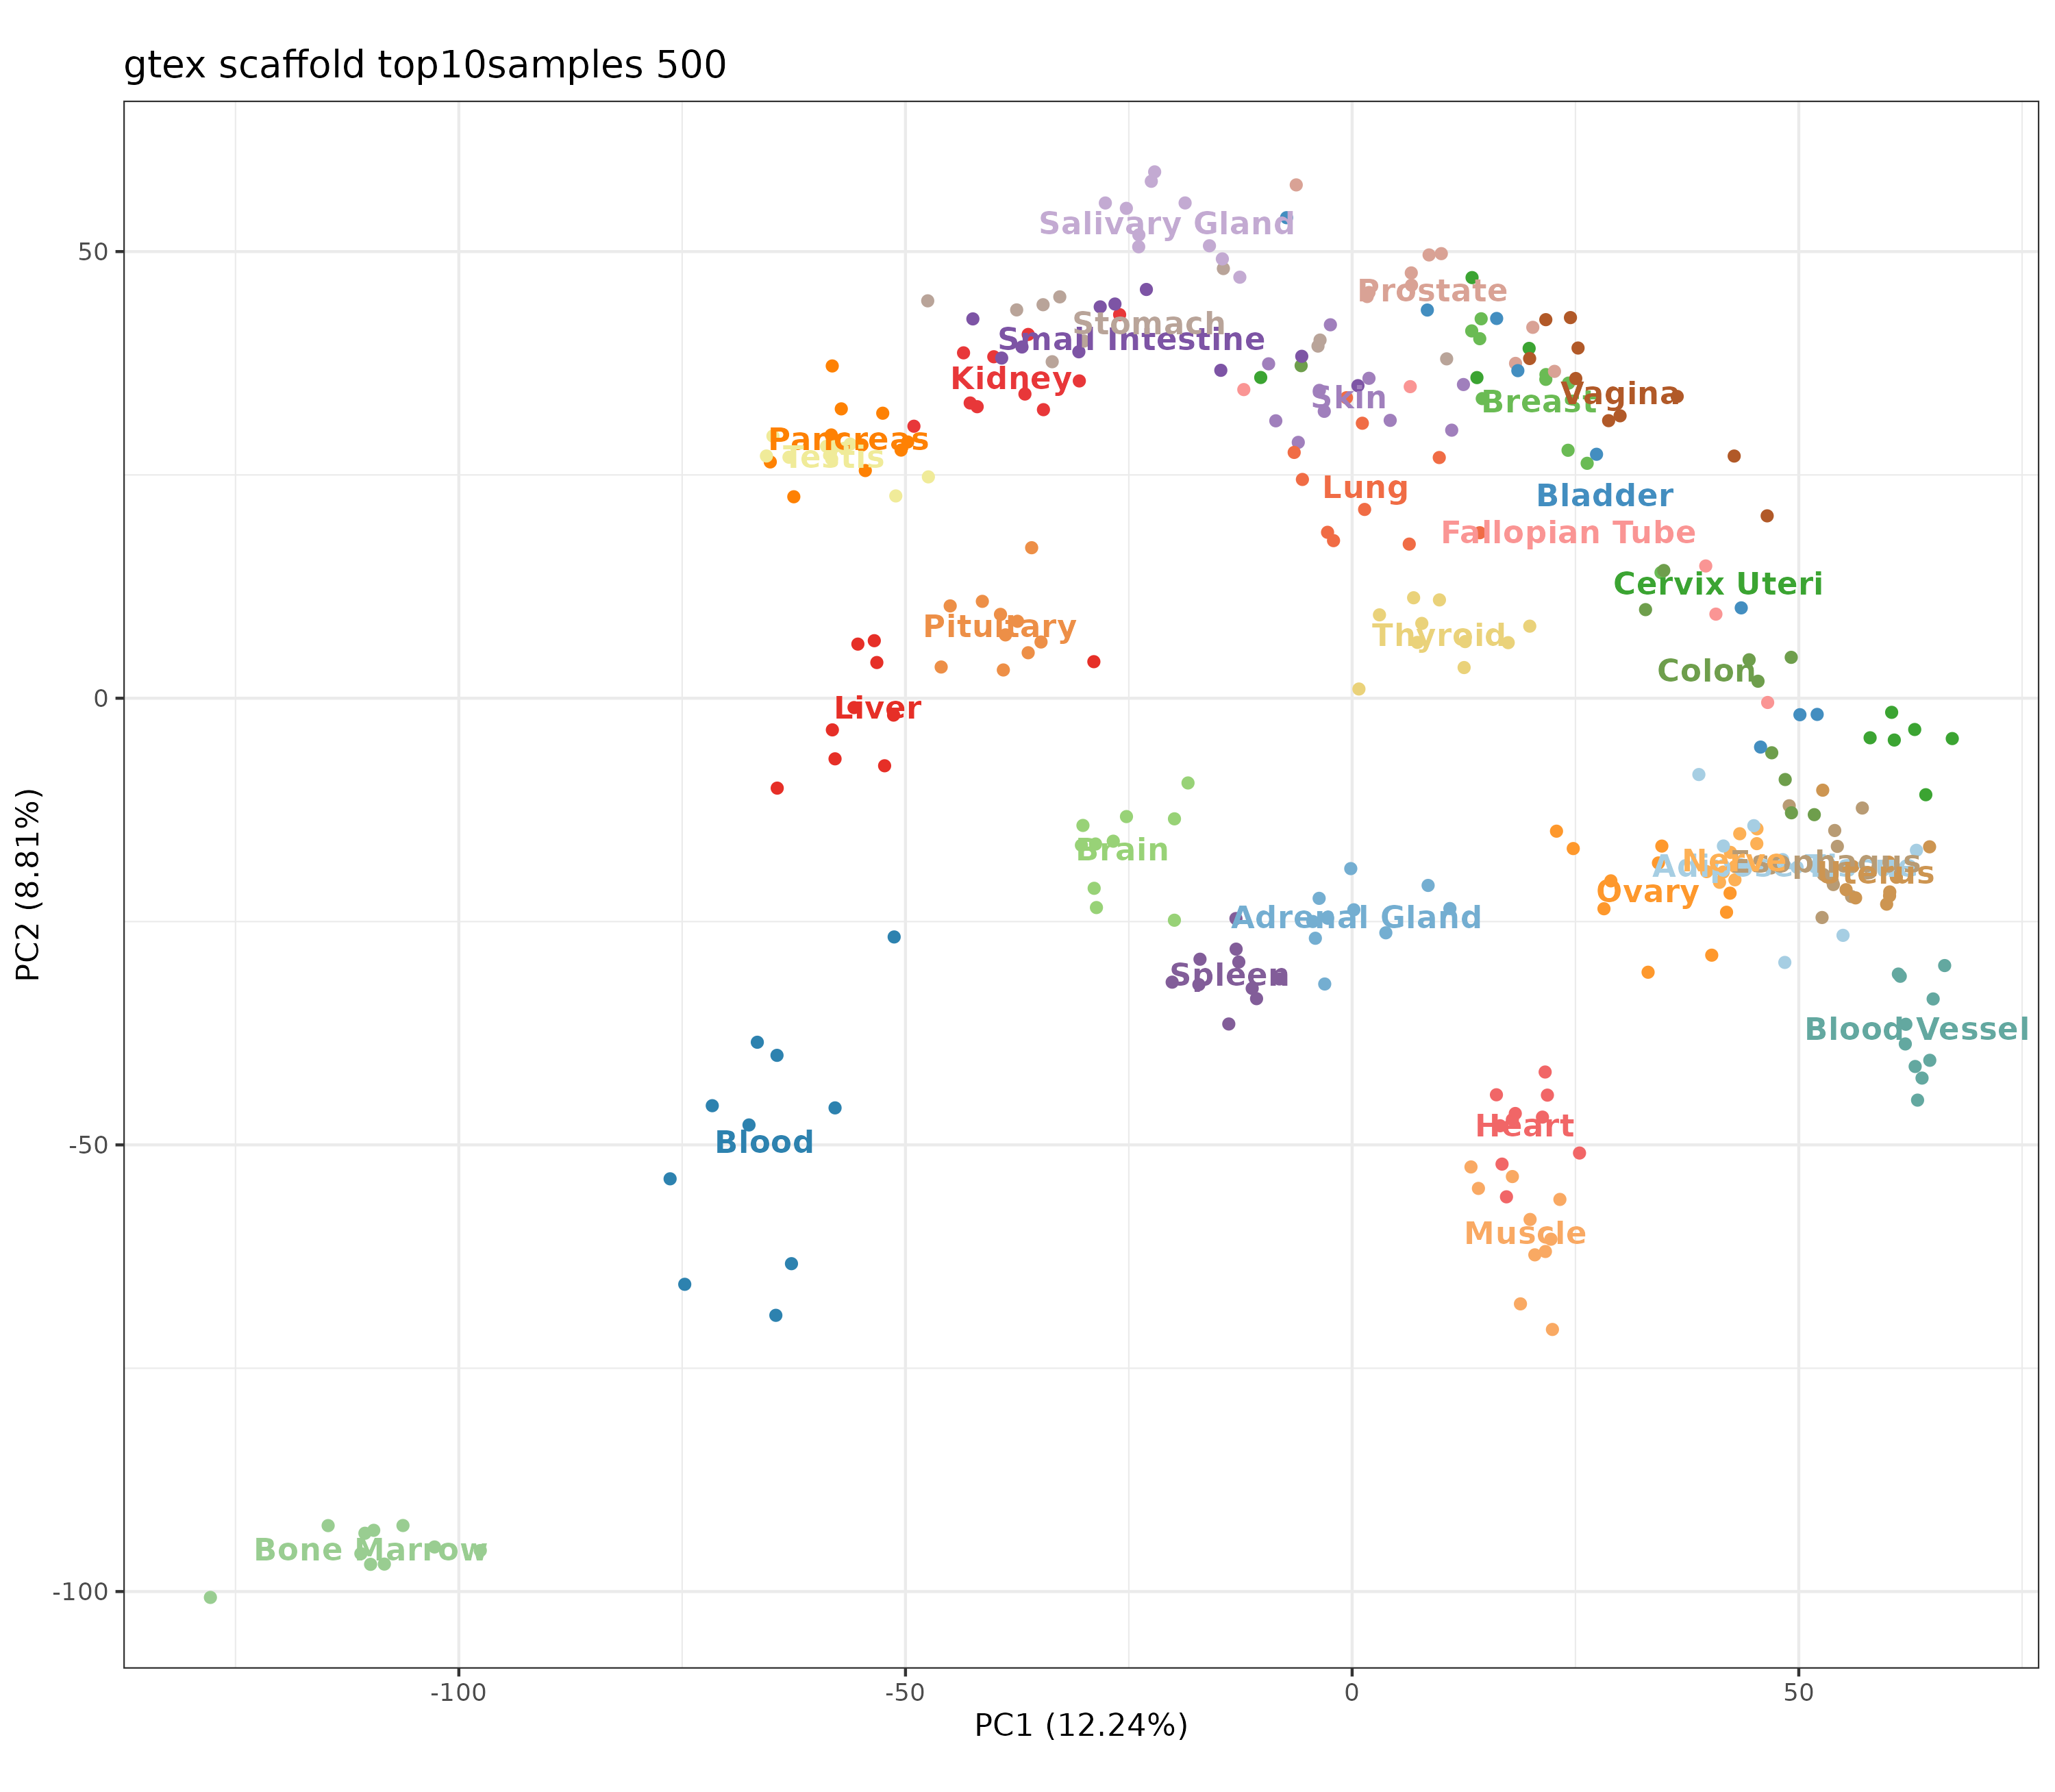 gtex scaffold top10samples 500
PC2 (8.81%)
50
0
-50
-100
Salivary Gland
Prostate
Stomach
Small Intestine
Kidney
Skin
Vagina
Breast
Pancreas
Testis
Lung
Bladder
Fallopian Tube
Cervix Uteri
Pituitary
Thyroid
Colon
Liver
Brain
Nerve
Esophagus
Adipose Tissue
Uterus
Ovary
Adrenal Gland
Spleen
Blood Vessel
Heart
Blood
Muscle
Bone Marrow
-100
-50
0
50
PC1 (12.24%)